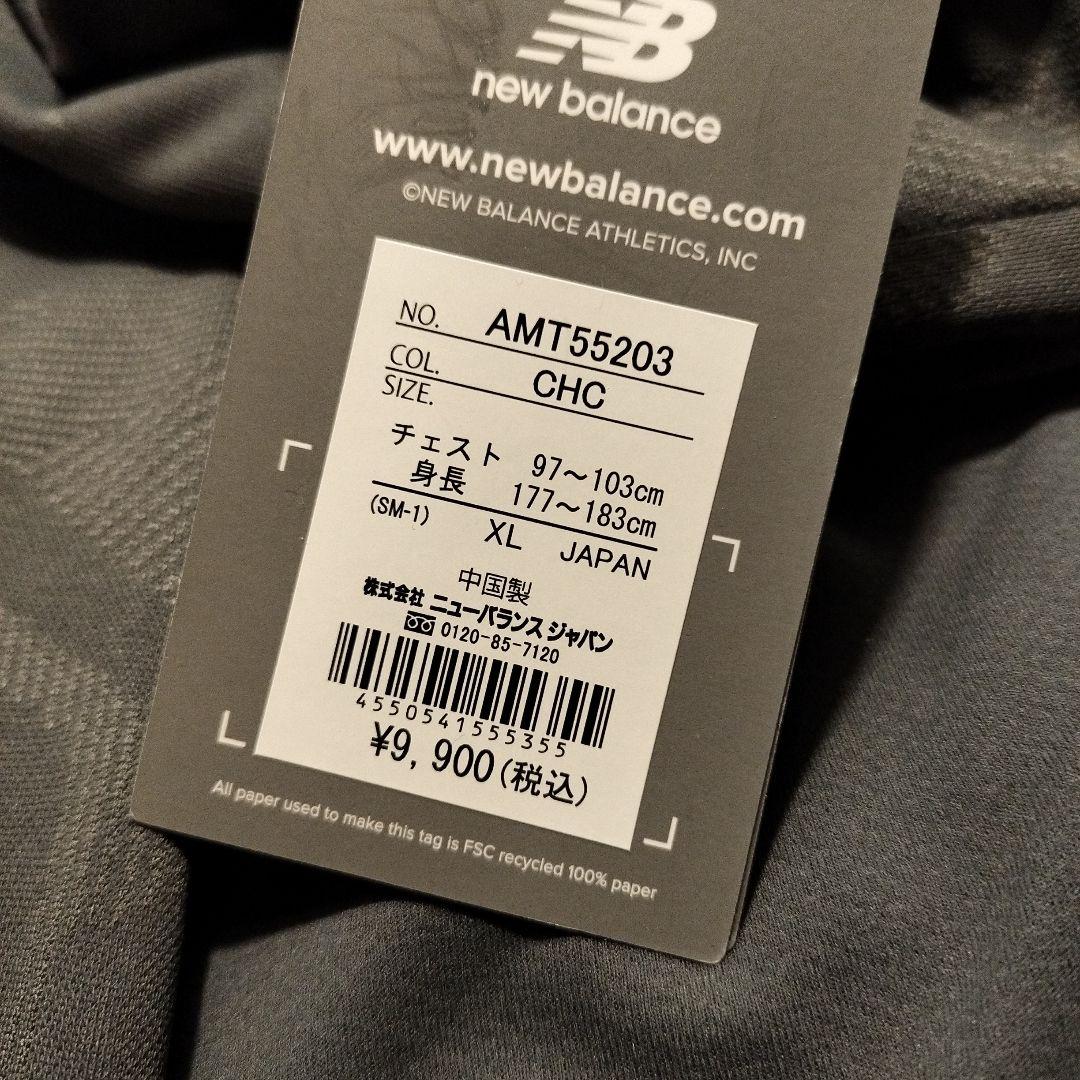 NB
new balance
www.newbalance.com
©NEW BALANCE ATHLETICS, INC
NO. AMT55203
COL. CHC
SIZE.
チェスト 97～103cm
身長 177～183cm
(SM-1) XL JAPAN
中国製
株式会社 ニューバランス ジャパン
0120-85-7120
4550541555355
¥9,900(税込)
All paper used to make this tag is FSC recycled 100% paper